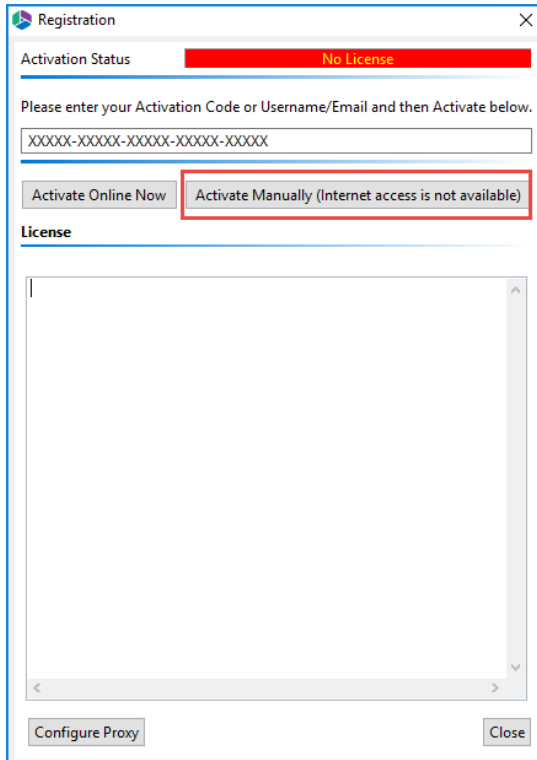 Registration
Activation Status No License
Please enter your Activation Code or Username/Email and then Activate below.
XXXXX-XXXXX-XXXXX-XXXXX-XXXXX
Activate Online Now Activate Manually (Internet access is not available)
License
Configure Proxy Close